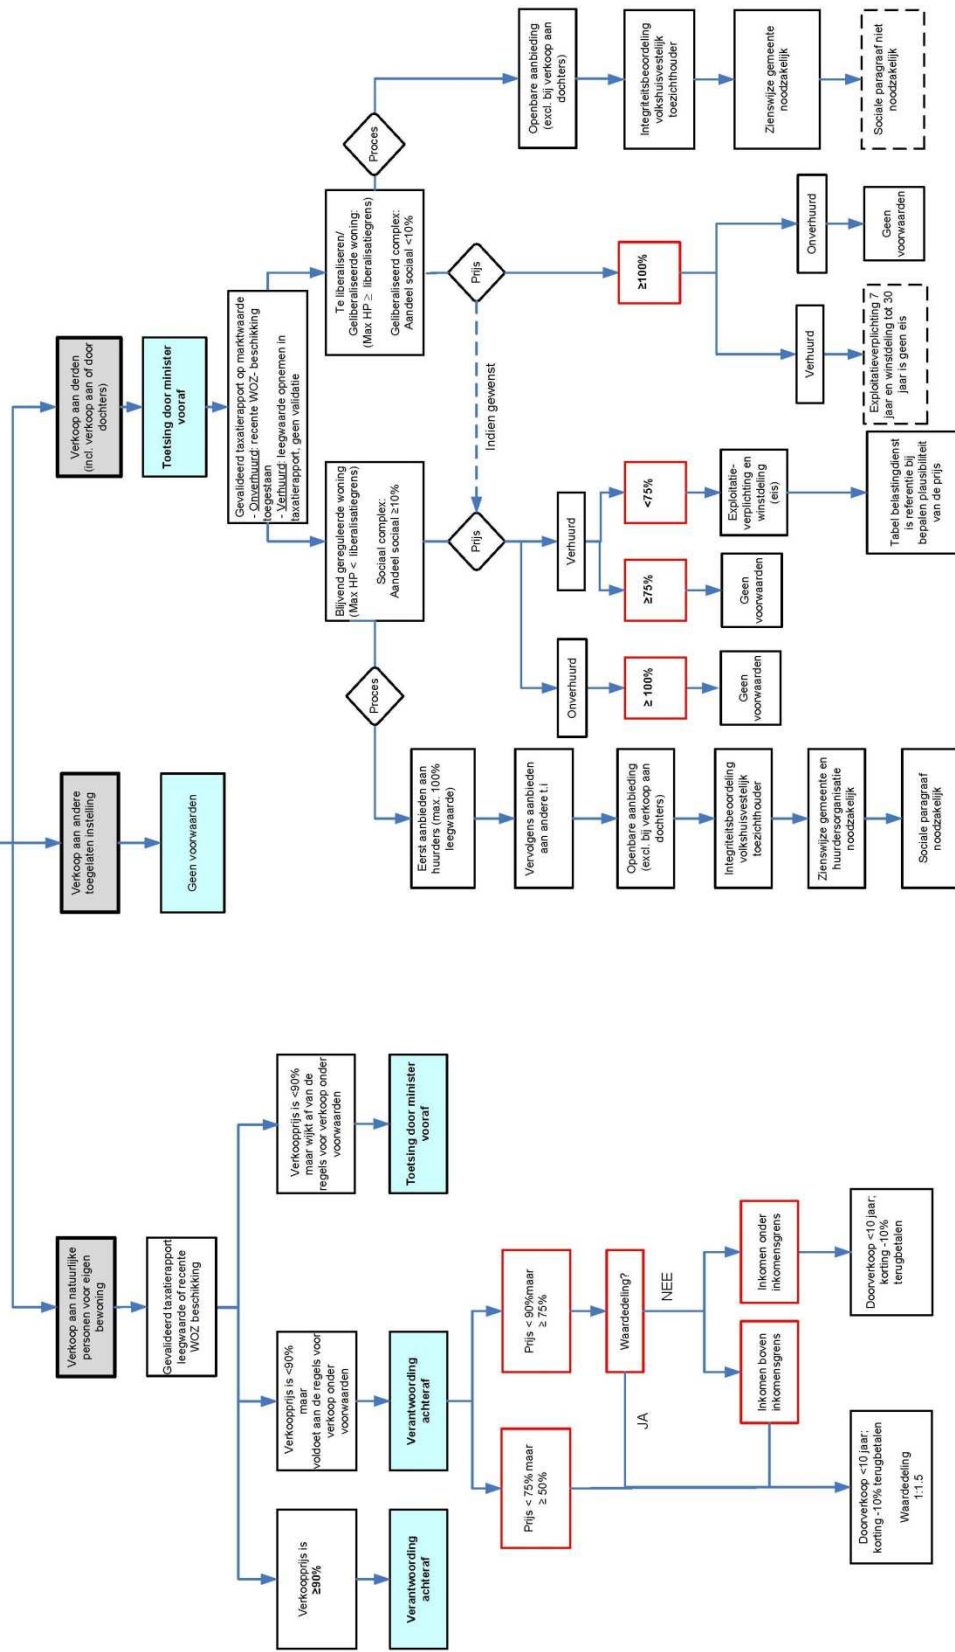 Verkoop aan natuurlijke
personen voor eigen
bewoning
Gevalideerd taxatierapport
leegwaarde of recente
WOZ beschikking
Verkoopprijs is
≥90%
Verantwoording
achteraf
Verkoopprijs is <90%
maar
voldoet aan de regels voor
verkoop onder
voorwaarden
Verantwoording
achteraf
Verkoopprijs is <90%
maar wijkt af van de
regels voor verkoop onder
voorwaarden
Toetsing door minister
vooraf
Prijs < 75% maar
≥ 50%
Prijs < 90%maar
≥ 75%
Waardedeling?
JA
NEE
Inkomen boven
inkomensgrens
Inkomen onder
inkomensgrens
Doorverkoop <10 jaar;
korting -10% terugbetalen
Waardedeling
1:1.5
Doorverkoop <10 jaar;
korting -10%
terugbetalen
Verkoop aan andere
toegelaten instelling
Geen voorwaarden
Verkoop aan derden
(incl. verkoop aan of door
dochters)
Toetsing door minister
vooraf
Gevalideerd taxatierapport op marktwaarde
- Onverhuurd: recente WOZ- beschikking
toegestaan
- Verhuurd: leegwaarde opnemen in
taxatierapport, geen validatie
Blijvend gereguleerde woning
(Max HP < liberalisatiegrens)
Sociaal complex:
Aandeel sociaal ≥10%
Te liberaliseren/
Geliberaliseerde woning:
(Max HP ≥ liberalisatiegrens)
Geliberaliseerd complex:
Aandeel sociaal <10%
Proces
Prijs
Indien gewenst
Prijs
Proces
Eerst aanbieden aan
huurders (max. 100%
leegwaarde)
Vervolgens aanbieden
aan andere t.i
Openbare aanbieding
(excl. bij verkoop aan
dochters)
Integriteitsbeoordeling
volkshuisvestelijk
toezichthouder
Zienswijze gemeente en
huurdersorganisatie
noodzakelijk
Sociale paragraaf
noodzakelijk
Onverhuurd
≥ 100%
Geen
voorwaarden
Verhuurd
≥75%
Geen
voorwaarden
<75%
Exploitatie-
verplichting en
winstdeling
(eis)
Tabel belastingdienst
is referentie bij
bepalen plausibiliteit
van de prijs
≥100%
Verhuurd
Exploitatieverplichting 7
jaar en winstdeling tot 30
jaar is geen eis
Onverhuurd
Geen
voorwaarden
Openbare aanbieding
(excl. bij verkoop aan
dochters)
Integriteitsbeoordeling
volkshuisvestelijk
toezichthouder
Zienswijze gemeente
noodzakelijk
Sociale paragraaf niet
noodzakelijk